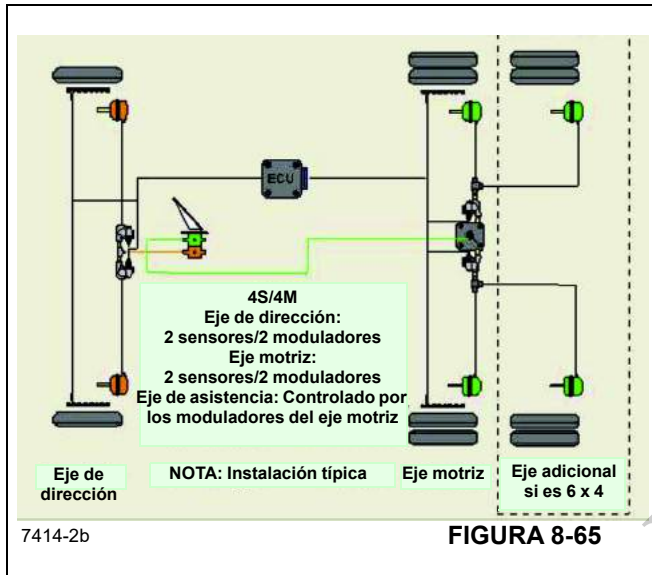 ECU
4S/4M
Eje de dirección:
2 sensores/2 moduladores
Eje motriz:
2 sensores/2 moduladores
Eje de asistencia: Controlado por
los moduladores del eje motriz
Eje de
dirección
NOTA: Instalación típica
Eje motriz
Eje adicional
si es 6 x 4
7414-2b
FIGURA 8-65